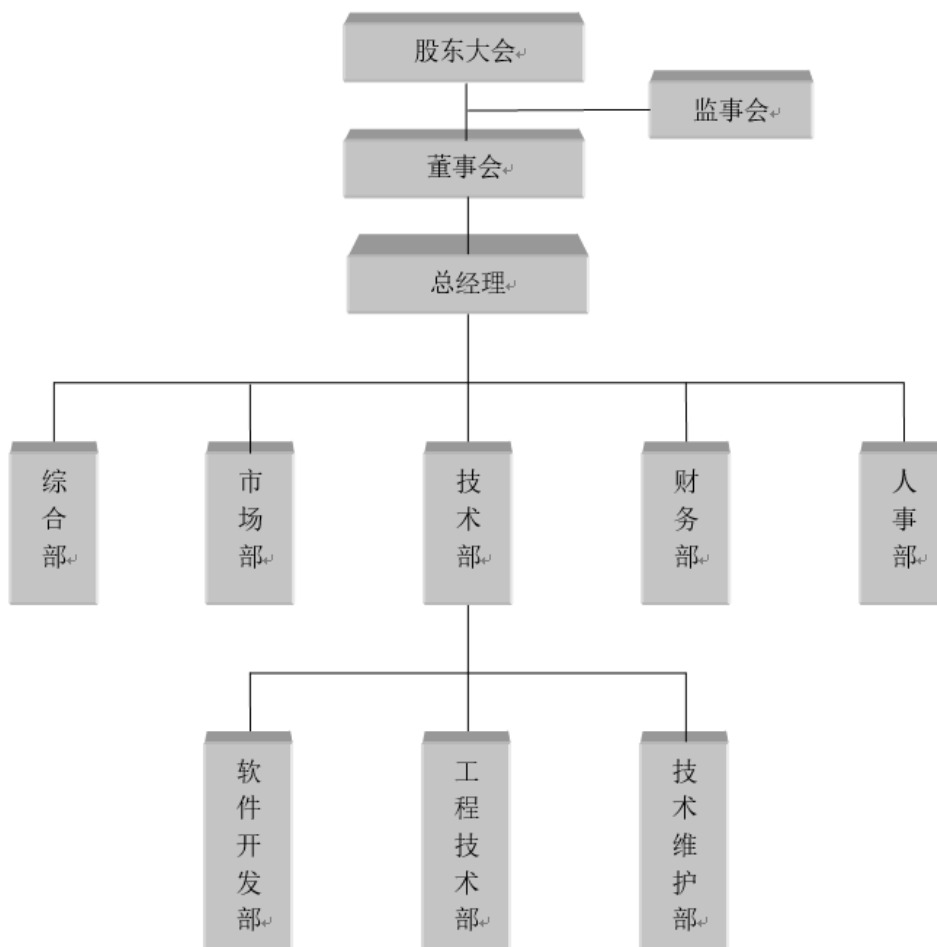 股东大会
监事会
董事会
总经理
综合部
市场部
技术部
财务部
人事部
软件开发部
工程技术部
技术维护部